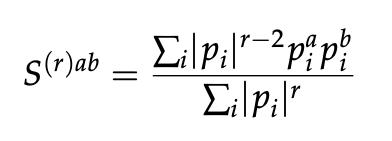 $S^{(r)ab} = \frac{\sum_i |p_i|^{r-2} p_i^a p_i^b}{\sum_i |p_i|^r}$